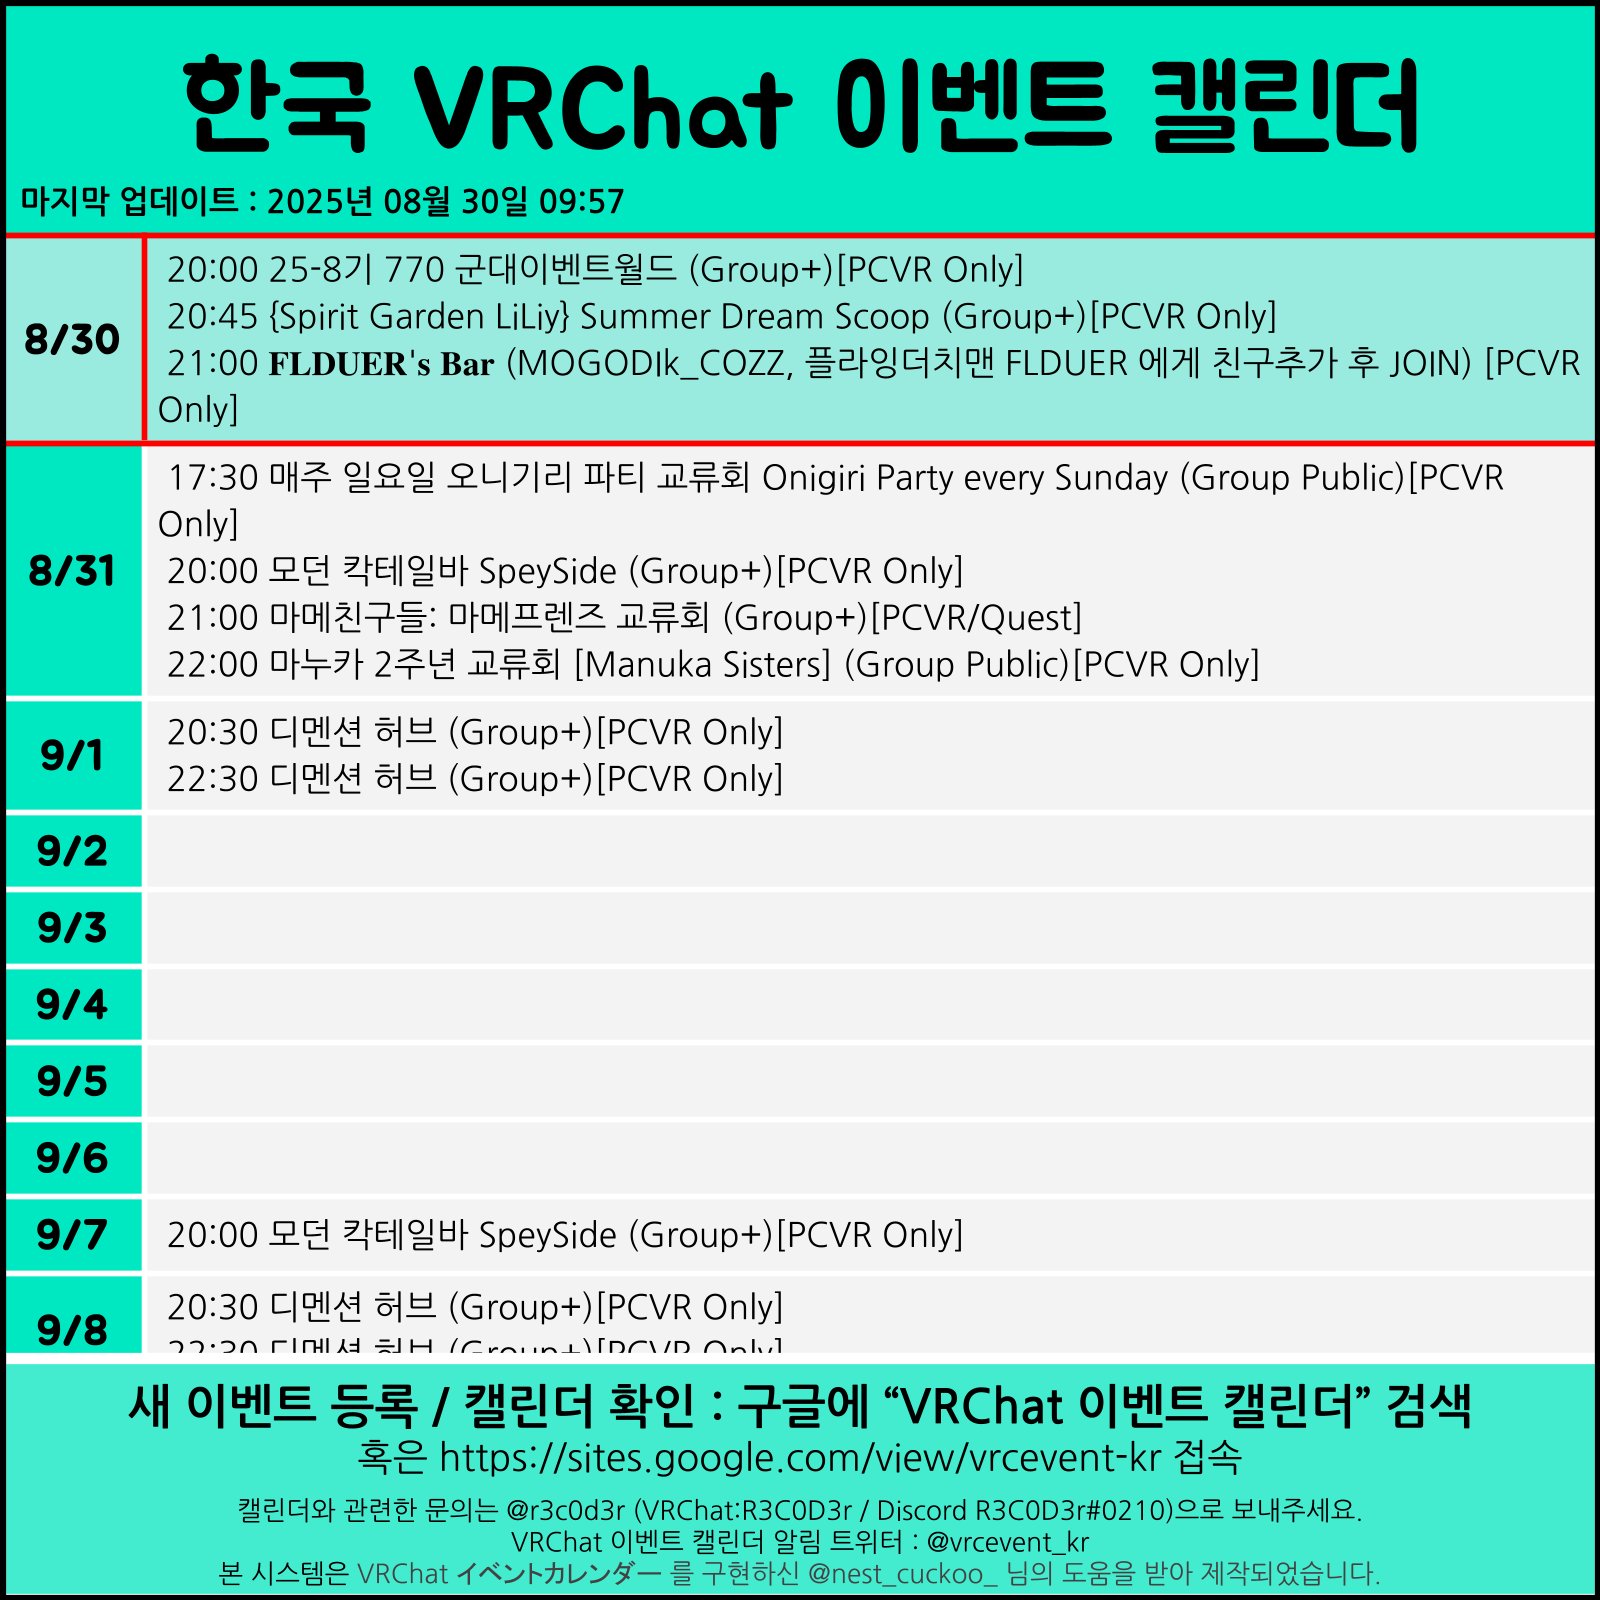 한국 VRChat 이벤트 캘린더
마지막 업데이트 : 2025년 08월 30일 09:57
8/30
20:00 25-8기 770 군대이벤트월드 (Group+)[PCVR Only]
20:45 {Spirit Garden LiLiy} Summer Dream Scoop (Group+)[PCVR Only]
21:00 FLDUER's Bar (MOGODIk_COZZ, 플라잉더치맨 FLDUER 에게 친구추가 후 JOIN) [PCVR
Only]
8/31
17:30 매주 일요일 오니기리 파티 교류회 Onigiri Party every Sunday (Group Public)[PCVR
Only]
20:00 모던 칵테일바 SpeySide (Group+)[PCVR Only]
21:00 마메친구들: 마메프렌즈 교류회 (Group+)[PCVR/Quest]
22:00 마누카 2주년 교류회 [Manuka Sisters] (Group Public)[PCVR Only]
9/1
20:30 디멘션 허브 (Group+)[PCVR Only]
22:30 디멘션 허브 (Group+)[PCVR Only]
9/2
9/3
9/4
9/5
9/6
9/7
20:00 모던 칵테일바 SpeySide (Group+)[PCVR Only]
9/8
20:30 디멘션 허브 (Group+)[PCVR Only]
22:30 디멘션 허브 (Group+)[PCVR Only]
새 이벤트 등록 / 캘린더 확인 : 구글에 “VRChat 이벤트 캘린더” 검색
혹은 https://sites.google.com/view/vrcevent-kr 접속
캘린더와 관련한 문의는 @r3c0d3r (VRChat:R3C0D3r / Discord R3C0D3r#0210)으로 보내주세요.
VRChat 이벤트 캘린더 알림 트위터 : @vrcevent_kr
본 시스템은 VRChat イベントカレンダー 를 구현하신 @nest_cuckoo_ 님의 도움을 받아 제작되었습니다.